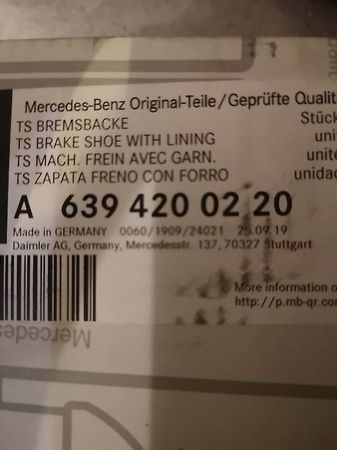 Mercedes-Benz Original-Teile/Geprüfte Qualit
TS BREMSBACKE Stück
TS BRAKE SHOE WITH LINING uni
TS MACH. FREIN AVEC GARN. unite
TS ZAPATA FRENO CON FORRO unidad
A 639 420 02 20
Made in GERMANY 0060/1909/24021 25.09.19
Daimler AG, Germany, Mercedesstr. 137, 70327 Stuttgart
More information o
http://p.mb-qr.com
Mercedes